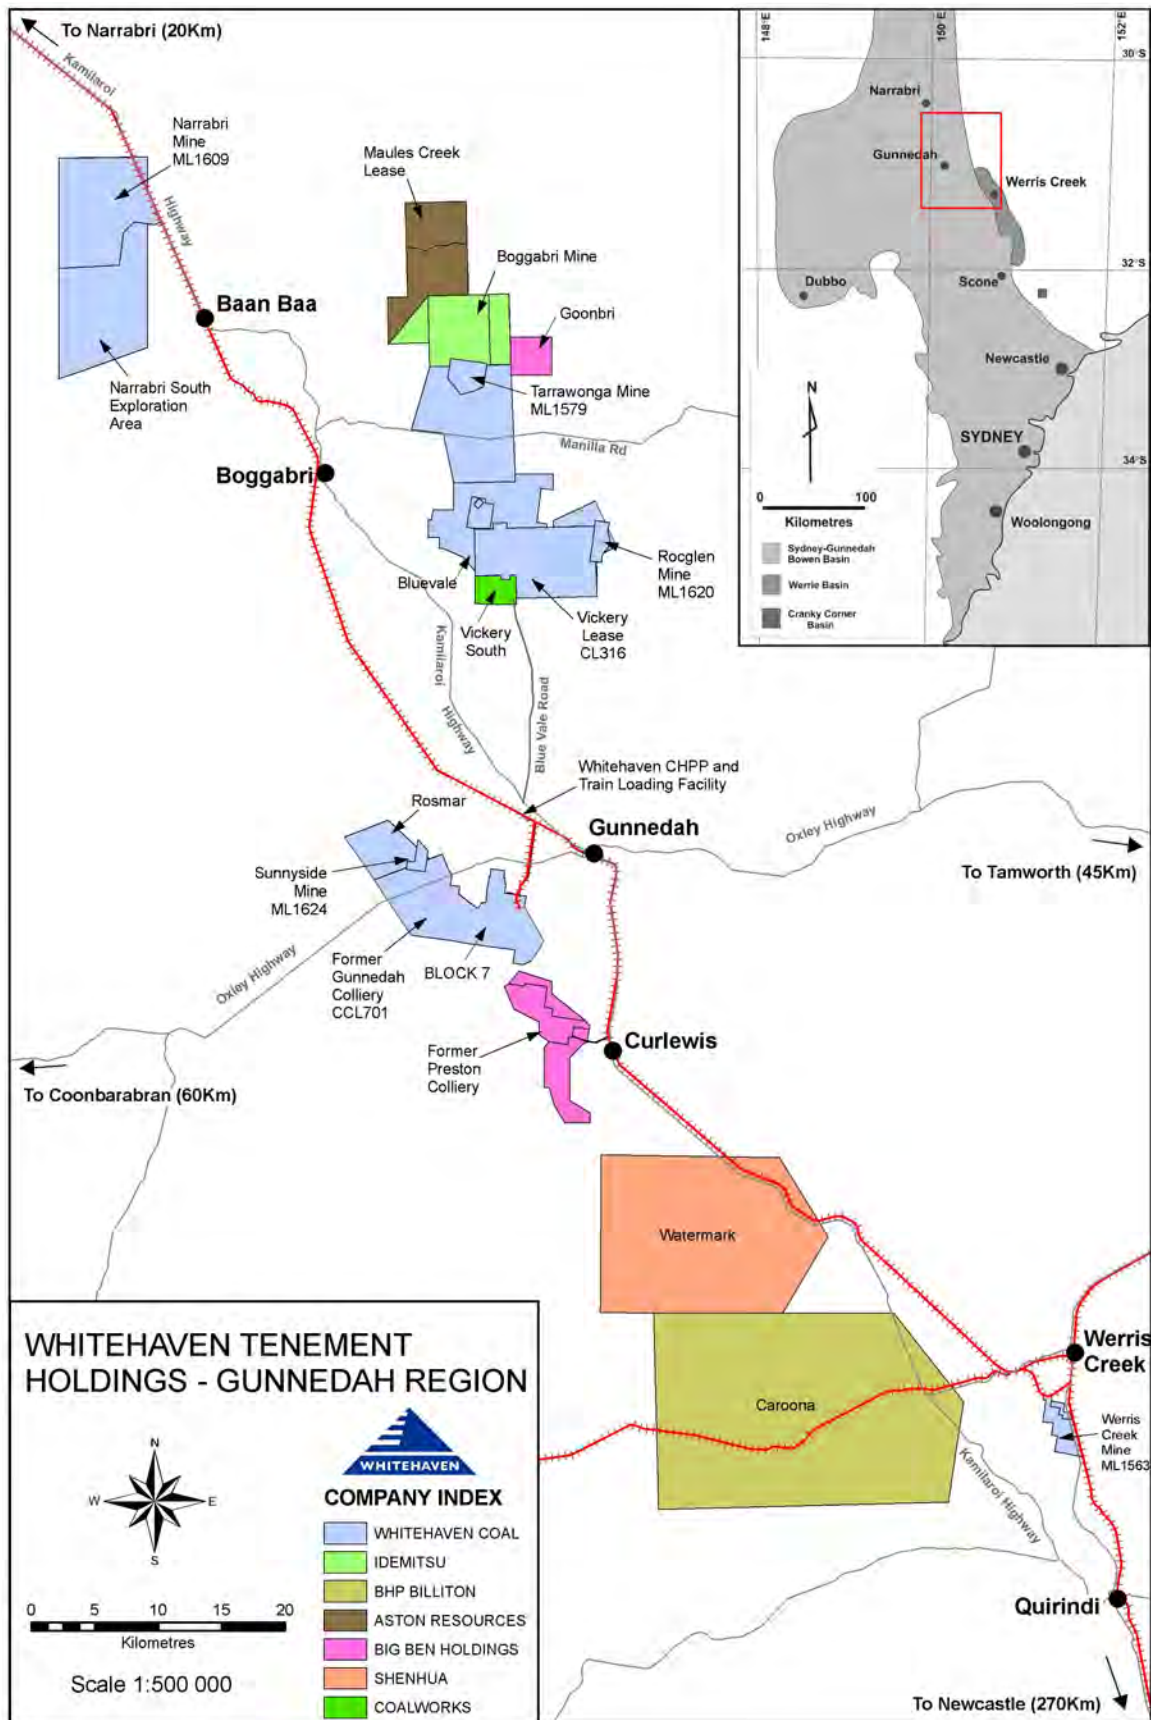 To Narrabri (20Km)
Kamilaroi
Highway
Narrabri
Mine
ML1609
Maules Creek
Lease
Boggabri Mine
Goonbri
Baan Baa
Narrabri South
Exploration
Area
Tarrawonga Mine
ML1579
Manilla Rd
Boggabri
Bluevale
Rocglen
Mine
ML1620
Vickery
South
Vickery
Lease
CL316
Kamilaroi
Highway
Blue Vale Road
Whitehaven CHPP and
Train Loading Facility
Rosmar
Gunnedah
Oxley Highway
To Tamworth (45Km)
Sunnyside
Mine
ML1624
Former
Gunnedah
Colliery
CCL701
BLOCK 7
Oxley Highway
Former
Preston
Colliery
Curlewis
To Coonbarabran (60Km)
Watermark
Caroona
Werris
Creek
Werris
Creek
Mine
ML1563
Kamilaroi Highway
Quirindi
To Newcastle (270Km)
148°E
150°E
152°E
30°S
Narrabri
Gunnedah
Werris Creek
32°S
Dubbo
Scone
Newcastle
N
SYDNEY
34°S
0 100
Kilometres
Woolongong
Sydney-Gunnedah
Bowen Basin
Werrie Basin
Cranky Corner
Basin
WHITEHAVEN TENEMENT
HOLDINGS - GUNNEDAH REGION
N
W E
S
WHITEHAVEN
COMPANY INDEX
WHITEHAVEN COAL
IDEMITSU
BHP BILLITON
ASTON RESOURCES
BIG BEN HOLDINGS
SHENHUA
COALWORKS
0 5 10 15 20
Kilometres
Scale 1:500 000